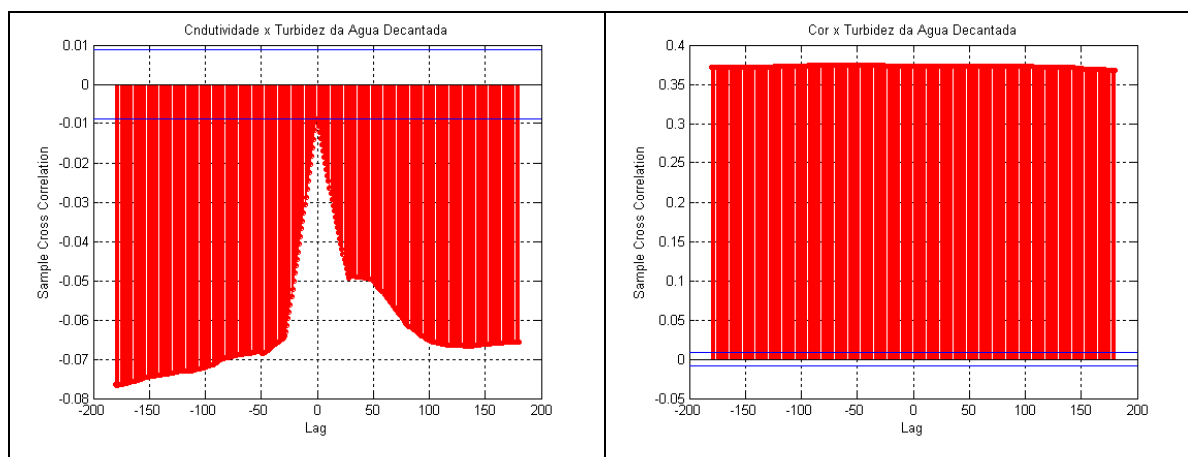 Cndutividade x Turbidez da Agua Decantada
0.01
0
-0.01
-0.02
-0.03
-0.04
-0.05
-0.06
-0.07
-0.08
Sample Cross Correlation
-200 -150 -100 -50 0 50 100 150 200
Lag
Cor x Turbidez da Agua Decantada
0.4
0.35
0.3
0.25
0.2
0.15
0.1
0.05
0
-0.05
Sample Cross Correlation
-200 -150 -100 -50 0 50 100 150 200
Lag